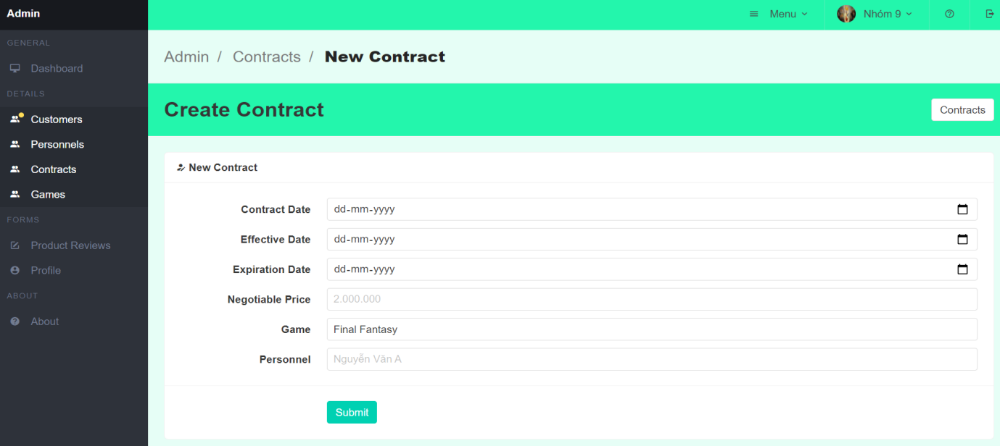 Admin
Menu
Nhóm 9
GENERAL
Dashboard
DETAILS
Customers
Personnels
Contracts
Games
FORMS
Product Reviews
Profile
ABOUT
About
Admin / Contracts / New Contract
Create Contract
Contracts
New Contract
Contract Date dd-mm-yyyy
Effective Date dd-mm-yyyy
Expiration Date dd-mm-yyyy
Negotiable Price 2.000.000
Game Final Fantasy
Personnel Nguyễn Văn A
Submit